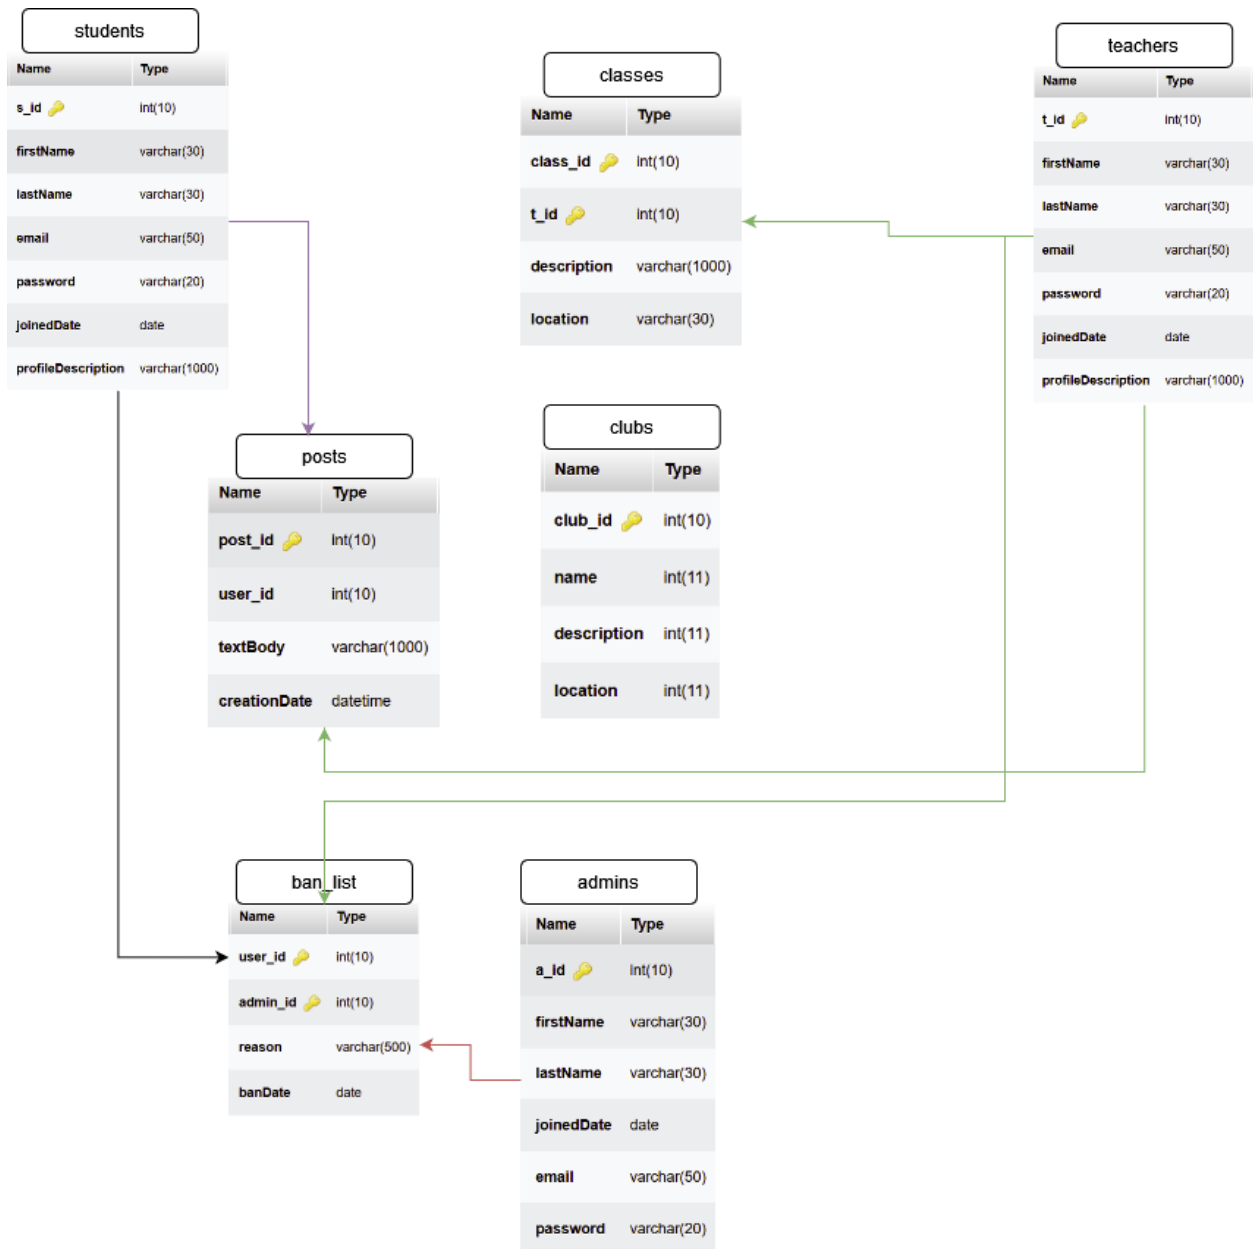 students
Name Type
s_id int(10)
firstName varchar(30)
lastName varchar(30)
email varchar(50)
password varchar(20)
joinedDate date
profileDescription varchar(1000)
classes
Name Type
class_id int(10)
t_id int(10)
description varchar(1000)
location varchar(30)
teachers
Name Type
t_id int(10)
firstName varchar(30)
lastName varchar(30)
email varchar(50)
password varchar(20)
joinedDate date
profileDescription varchar(1000)
posts
Name Type
post_id int(10)
user_id int(10)
textBody varchar(1000)
creationDate datetime
clubs
Name Type
club_id int(10)
name int(11)
description int(11)
location int(11)
ban_list
Name Type
user_id int(10)
admin_id int(10)
reason varchar(500)
banDate date
admins
Name Type
a_id int(10)
firstName varchar(30)
lastName varchar(30)
joinedDate date
email varchar(50)
password varchar(20)